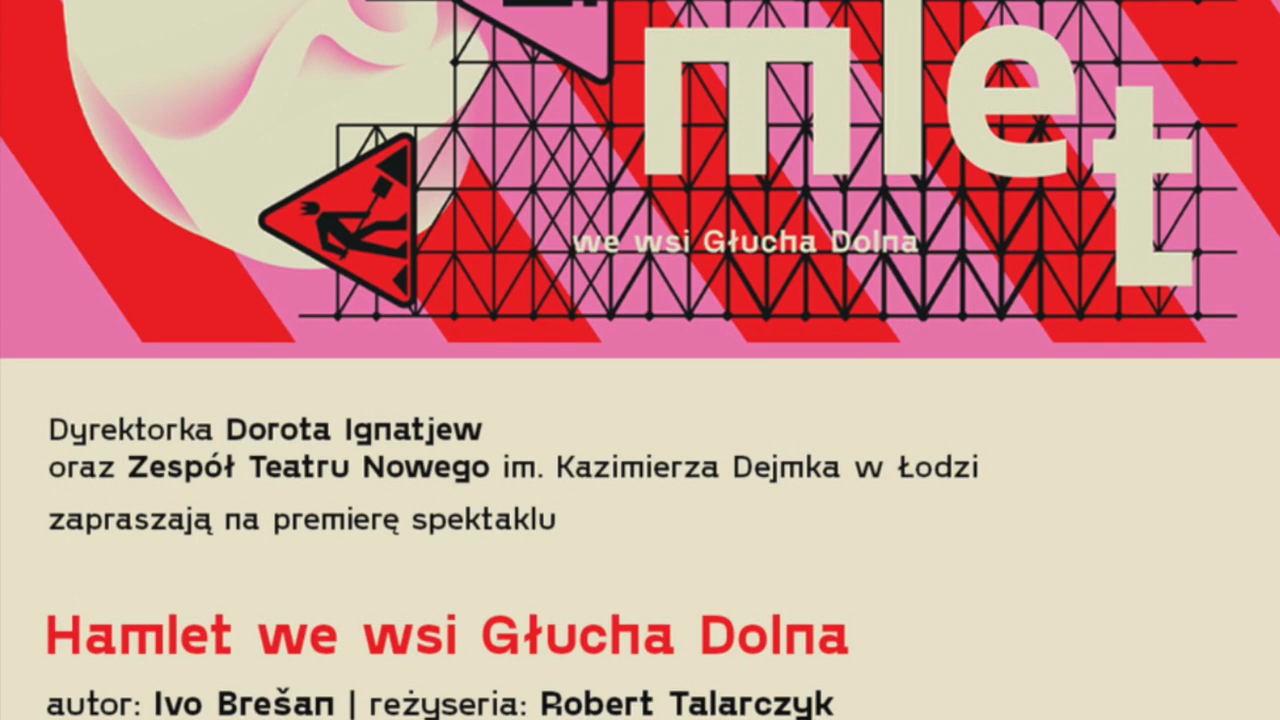 mlet
we wsi Głucha Dolna
Dyrektorka Dorota Ignatjew
oraz Zespół Teatru Nowego im. Kazimierza Dejmka w Łodzi
zapraszają na premierę spektaklu
Hamlet we wsi Głucha Dolna
autor: Ivo Brešan | reżyseria: Robert Talarczyk